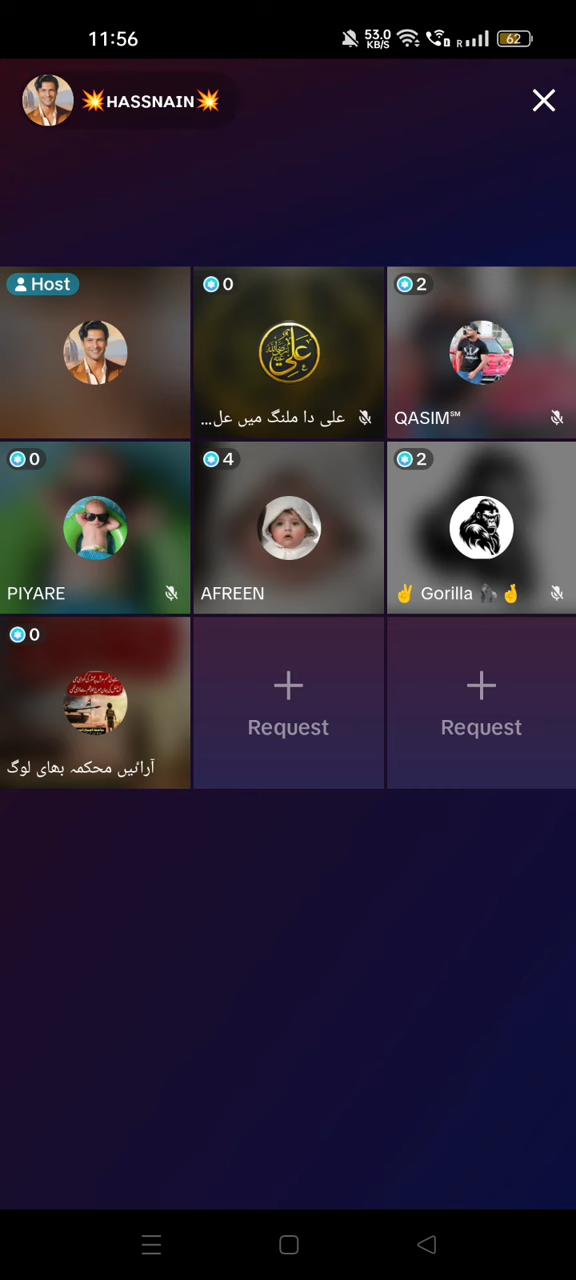 11:56
53.0
KB/S
R
62
💥HASSNAIN💥
Host
0
2
علی
علی دا ملنگ میں عل...
QASIM℠
0
4
2
PIYARE
AFREEN
✌️ Gorilla 🦍🤞
0
آرائیں محکمہ بھای لوگ
Request
Request